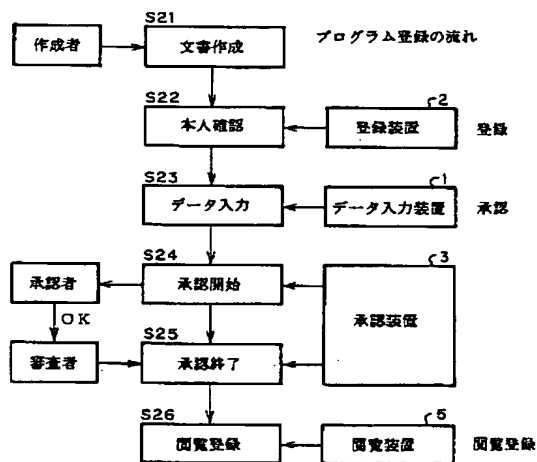 S21
プログラム登録の流れ
作成者
文書作成
S22
2
本人確認
登録装置
登録
S23
1
データ入力
データ入力装置
承認
S24
3
承認者
承認開始
承認装置
OK
S25
審査者
承認終了
S26
5
閲覧登録
閲覧装置
閲覧登録